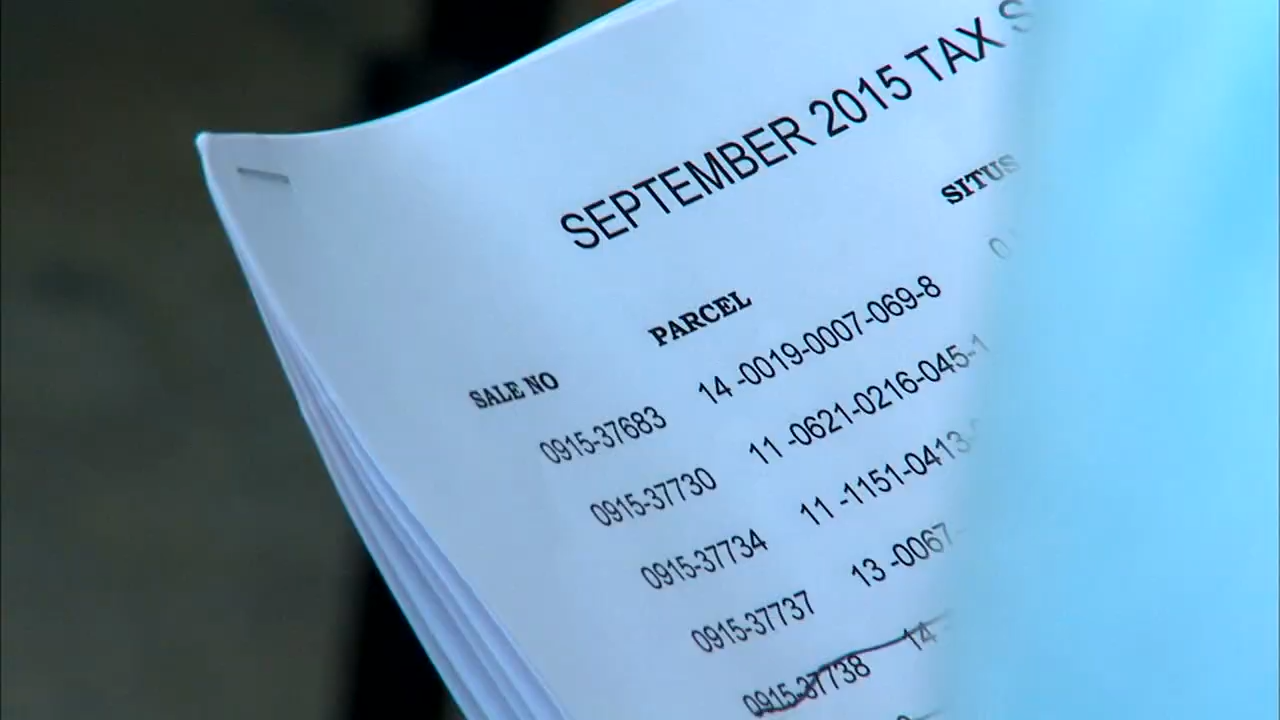 SEPTEMBER 2015 TAX
SALE NO PARCEL SITUS
0915-37683 14 -0019-0007-069-8
0915-37730 11 -0621-0216-045-1
0915-37734 11 -1151-0413-
0915-37737 13 -0067-
0915-37738 14 -